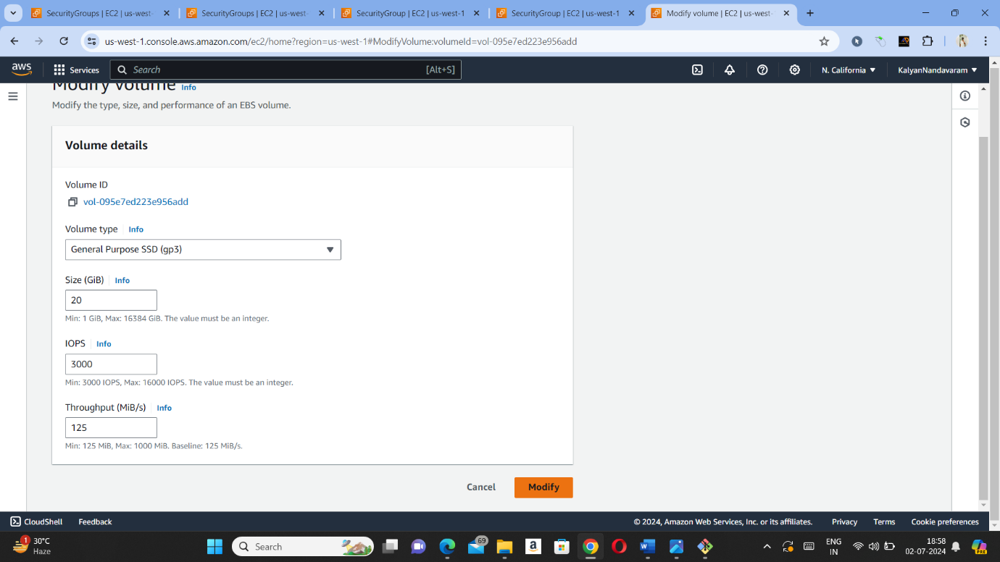 SecurityGroups | EC2 | us-west-
SecurityGroups | EC2 | us-west-
SecurityGroup | EC2 | us-west-1
SecurityGroup | EC2 | us-west-1
Modify volume | EC2 | us-west-
us-west-1.console.aws.amazon.com/ec2/home?region=us-west-1#ModifyVolume:volumeId=vol-095e7ed223e956add
aws
Services
Search
[Alt+S]
N. California
KalyanNandavaram
Modify volume Info
Modify the type, size, and performance of an EBS volume.
Volume details
Volume ID
vol-095e7ed223e956add
Volume type Info
General Purpose SSD (gp3)
Size (GiB) Info
20
Min: 1 GiB, Max: 16384 GiB. The value must be an integer.
IOPS Info
3000
Min: 3000 IOPS, Max: 16000 IOPS. The value must be an integer.
Throughput (MiB/s) Info
125
Min: 125 MiB, Max: 1000 MiB. Baseline: 125 MiB/s.
Cancel
Modify
CloudShell
Feedback
© 2024, Amazon Web Services, Inc. or its affiliates.
Privacy
Terms
Cookie preferences
1
30°C
Haze
Search
69
a
W
ENG
IN
18:58
02-07-2024
PRE